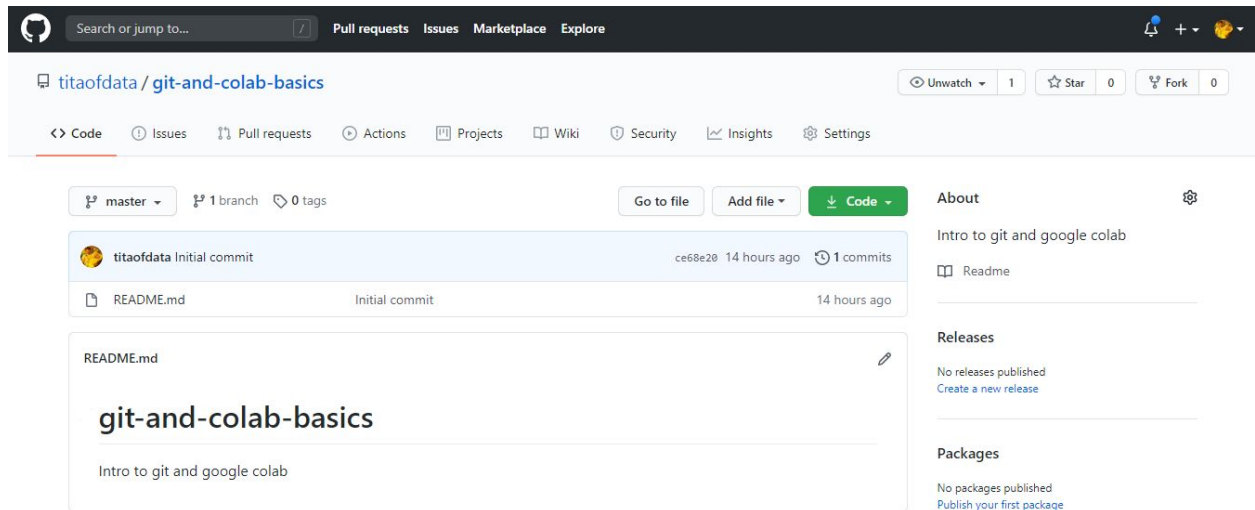 Search or jump to... / Pull requests Issues Marketplace Explore
titaofdata / git-and-colab-basics Unwatch 1 Star 0 Fork 0
<> Code Issues Pull requests Actions Projects Wiki Security Insights Settings
master 1 branch 0 tags Go to file Add file Code
titaofdata Initial commit ce68e20 14 hours ago 1 commits
README.md Initial commit 14 hours ago
README.md
git-and-colab-basics
Intro to git and google colab
About
Intro to git and google colab
Readme
Releases
No releases published
Create a new release
Packages
No packages published
Publish your first package